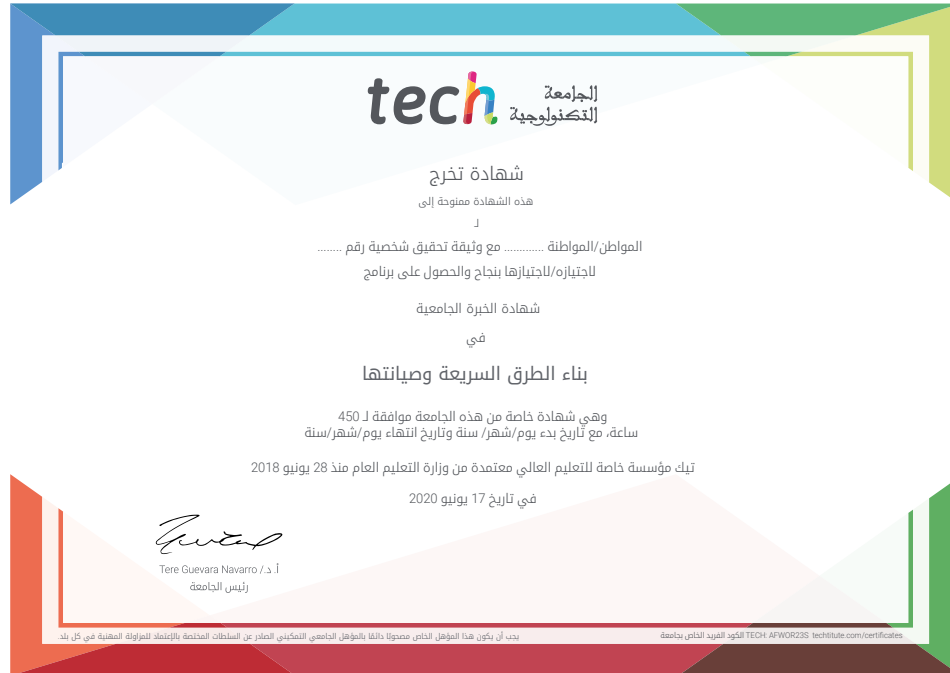 tech الجامعة
التكنولوجية
شهادة تخرج
هذه الشهادة ممنوحة إلى
لـ
المواطن/المواطنة ............ مع وثيقة تحقيق شخصية رقم ........
لاجتيازه/لاجتيازها بنجاح والحصول على برنامج
شهادة الخبرة الجامعية
في
بناء الطرق السريعة وصيانتها
وهي شهادة خاصة من هذه الجامعة موافقة لـ 450
ساعة، مع تاريخ بدء يوم/شهر/ سنة وتاريخ انتهاء يوم/شهر/سنة
تيك مؤسسة خاصة للتعليم العالي معتمدة من وزارة التعليم العام منذ 28 يونيو 2018
في تاريخ 17 يونيو 2020
أ. د./ Tere Guevara Navarro
رئيس الجامعة
يجب أن يكون هذا المؤهل الخاص مصحوبًا دائمًا بالمؤهل الجامعي التمكيني الصادر عن السلطات المختصة بالإعتماد للمزاولة المهنية في كل بلد.
الكود الفريد الخاص بجامعة TECH: AFWOR23S techtitute.com/certificates